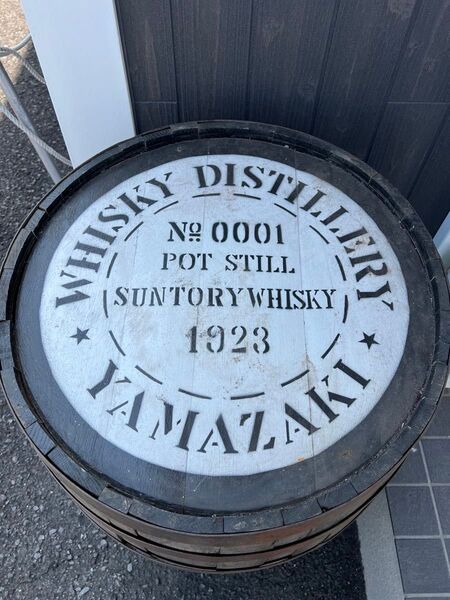 WHISKY DISTILLERY
Nº 0001
POT STILL
SUNTORY WHISKY
1923
★ YAMAZAKI ★